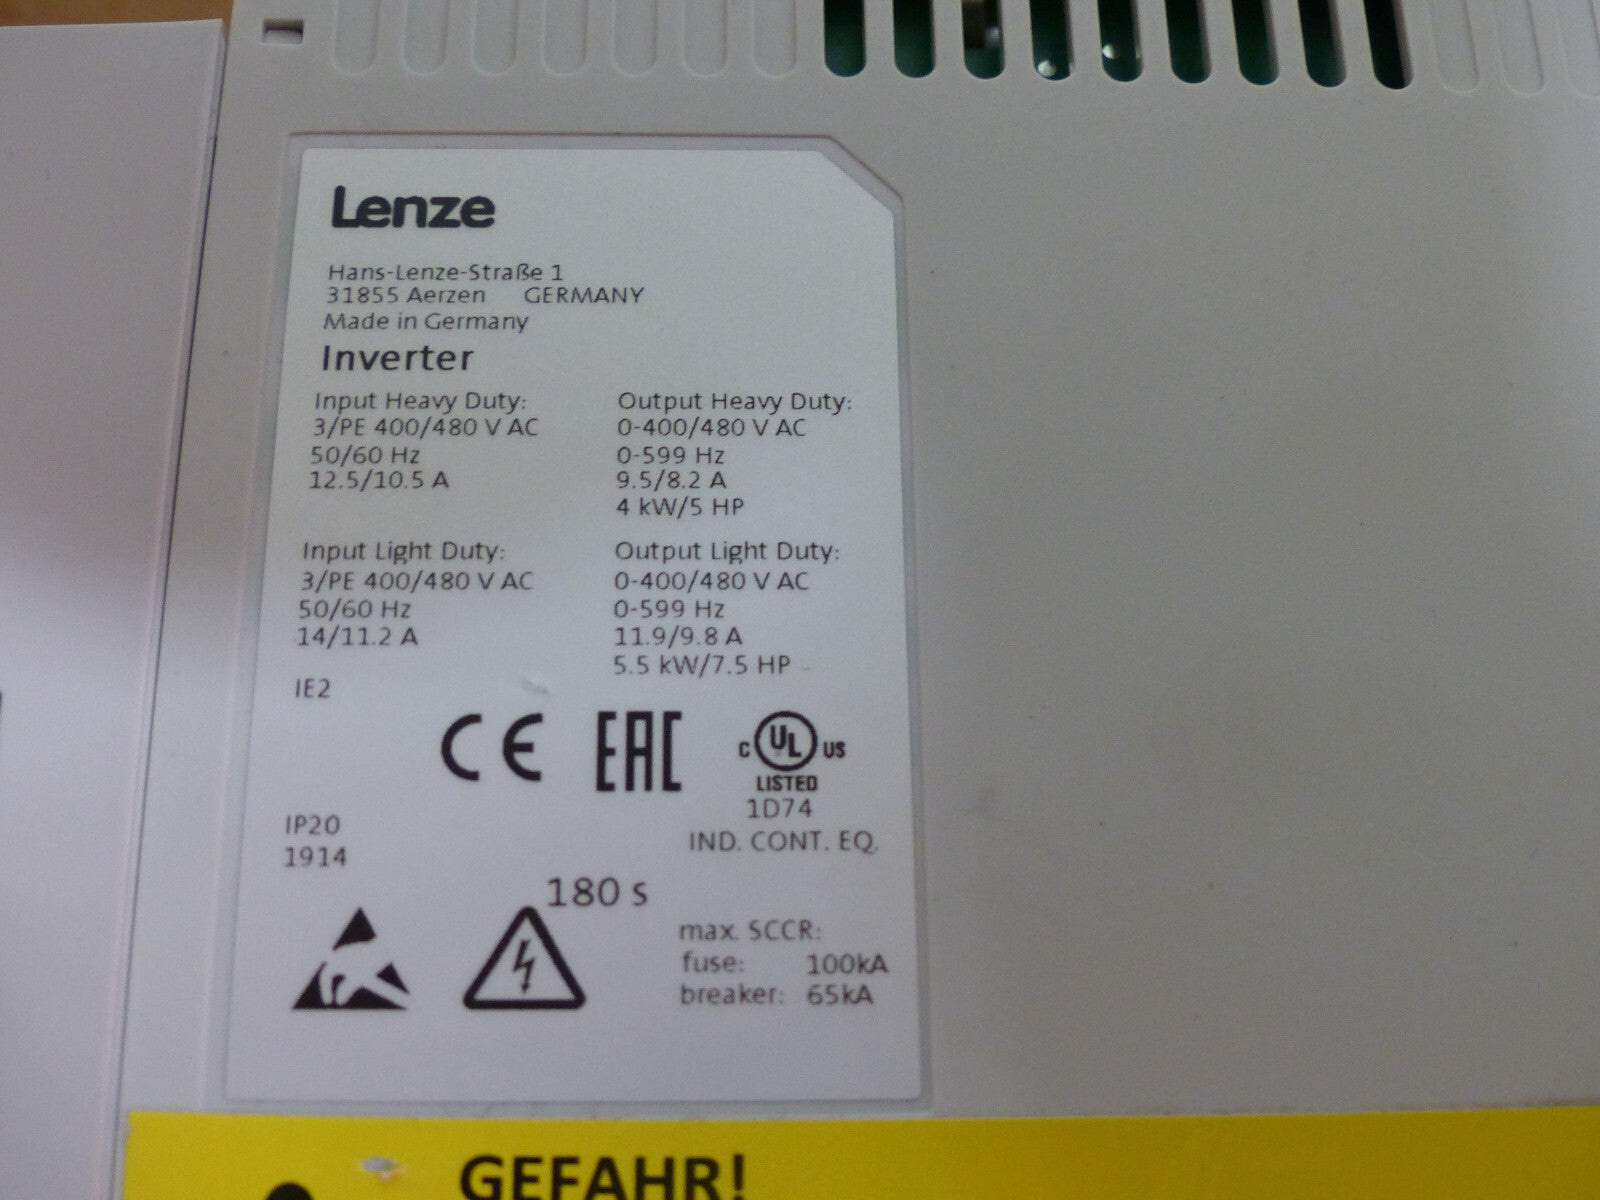 Lenze
Hans-Lenze-Straße 1
31855 Aerzen GERMANY
Made in Germany
Inverter
Input Heavy Duty:
3/PE 400/480 V AC
50/60 Hz
12.5/10.5 A
Output Heavy Duty:
0-400/480 V AC
0-599 Hz
9.5/8.2 A
4 kW/5 HP
Input Light Duty:
3/PE 400/480 V AC
50/60 Hz
14/11.2 A
Output Light Duty:
0-400/480 V AC
0-599 Hz
11.9/9.8 A
5.5 kW/7.5 HP
IE2
CE
EAC
C UL US
LISTED
1D74
IND. CONT. EQ.
IP20
1914
180 s
max. SCCR:
fuse: 100kA
breaker: 65kA
GEFAHR!